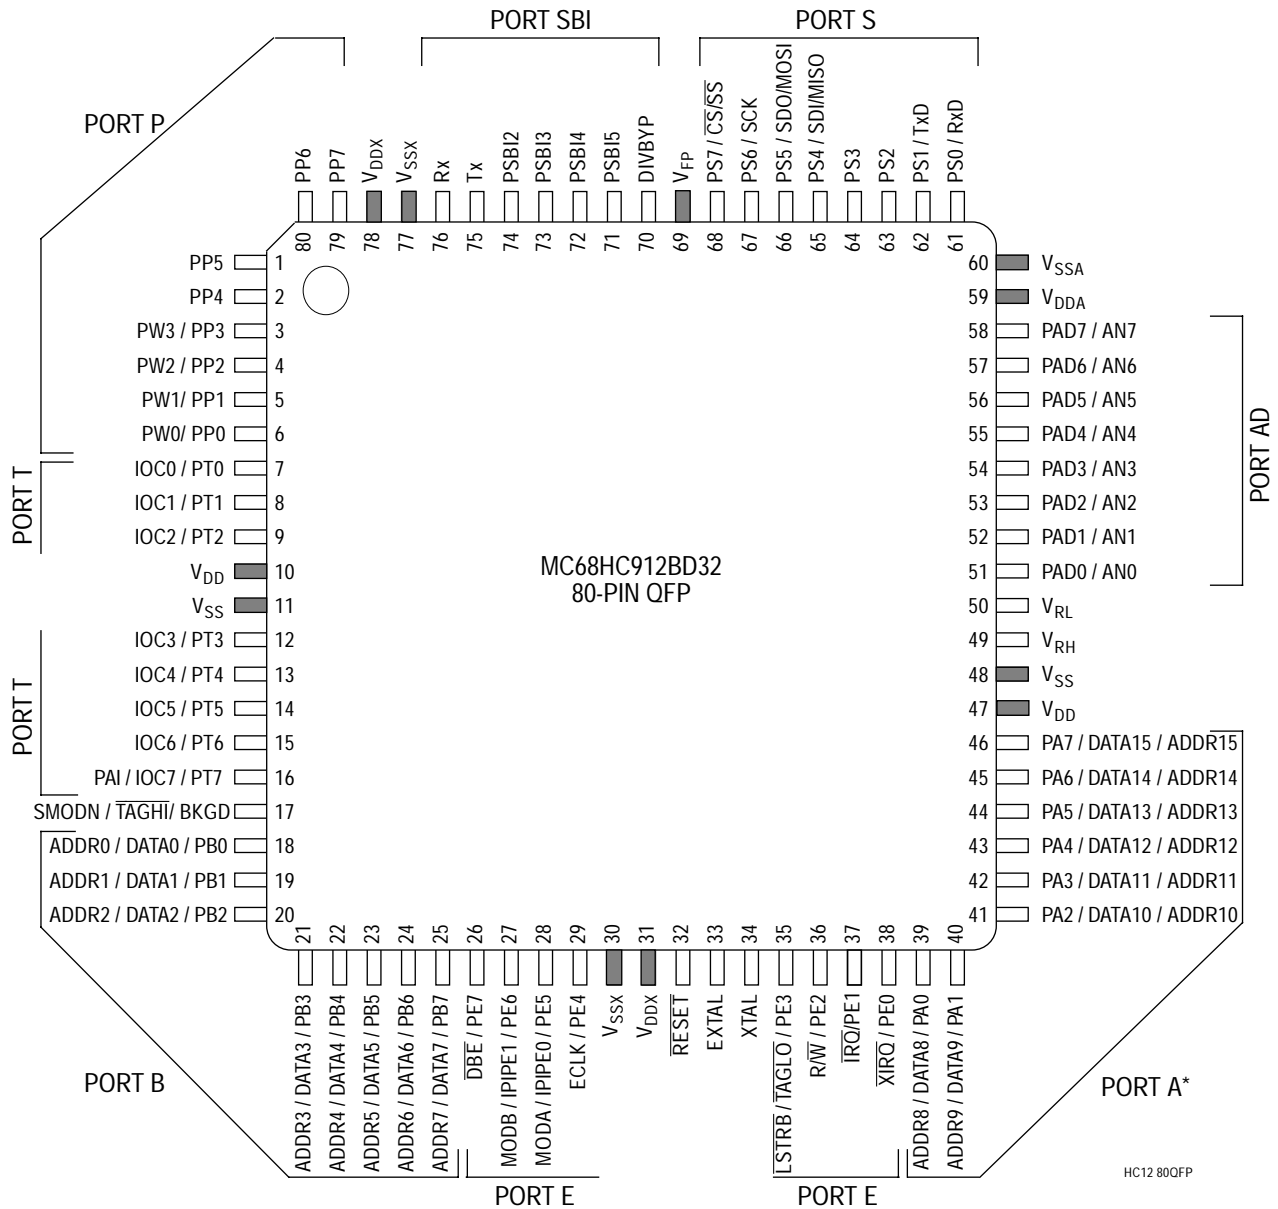 PORT SBI
PORT S
PORT P
PORT T
PORT T
PORT B
PORT E
PORT E
PORT A*
PORT AD
PP6
PP7
VDDX
VSSX
Rx
Tx
PSBI2
PSBI3
PSBI4
PSBI5
DIVBYP
VFP
PS7 / CS/SS
PS6 / SCK
PS5 / SDO/MOSI
PS4 / SDI/MISO
PS3
PS2
PS1 / TxD
PS0 / RxD
80
79
78
77
76
75
74
73
72
71
70
69
68
67
66
65
64
63
62
61
PP5 1
PP4 2
PW3 / PP3 3
PW2 / PP2 4
PW1/ PP1 5
PW0/ PP0 6
IOC0 / PT0 7
IOC1 / PT1 8
IOC2 / PT2 9
VDD 10
VSS 11
IOC3 / PT3 12
IOC4 / PT4 13
IOC5 / PT5 14
IOC6 / PT6 15
PAI / IOC7 / PT7 16
SMODN / TAGHI/ BKGD 17
ADDR0 / DATA0 / PB0 18
ADDR1 / DATA1 / PB1 19
ADDR2 / DATA2 / PB2 20
MC68HC912BD32
80-PIN QFP
60 VSSA
59 VDDA
58 PAD7 / AN7
57 PAD6 / AN6
56 PAD5 / AN5
55 PAD4 / AN4
54 PAD3 / AN3
53 PAD2 / AN2
52 PAD1 / AN1
51 PAD0 / AN0
50 VRL
49 VRH
48 VSS
47 VDD
46 PA7 / DATA15 / ADDR15
45 PA6 / DATA14 / ADDR14
44 PA5 / DATA13 / ADDR13
43 PA4 / DATA12 / ADDR12
42 PA3 / DATA11 / ADDR11
41 PA2 / DATA10 / ADDR10
21
22
23
24
25
26
27
28
29
30
31
32
33
34
35
36
37
38
39
40
ADDR3 / DATA3 / PB3
ADDR4 / DATA4 / PB4
ADDR5 / DATA5 / PB5
ADDR6 / DATA6 / PB6
ADDR7 / DATA7 / PB7
DBE / PE7
MODB / IPIPE1 / PE6
MODA / IPIPE0 / PE5
ECLK / PE4
VSSX
VDDX
RESET
EXTAL
XTAL
LSTRB / TAGLO / PE3
R/W / PE2
IRQ/PE1
XIRQ / PE0
ADDR8 / DATA8 / PA0
ADDR9 / DATA9 / PA1
HC12 80QFP